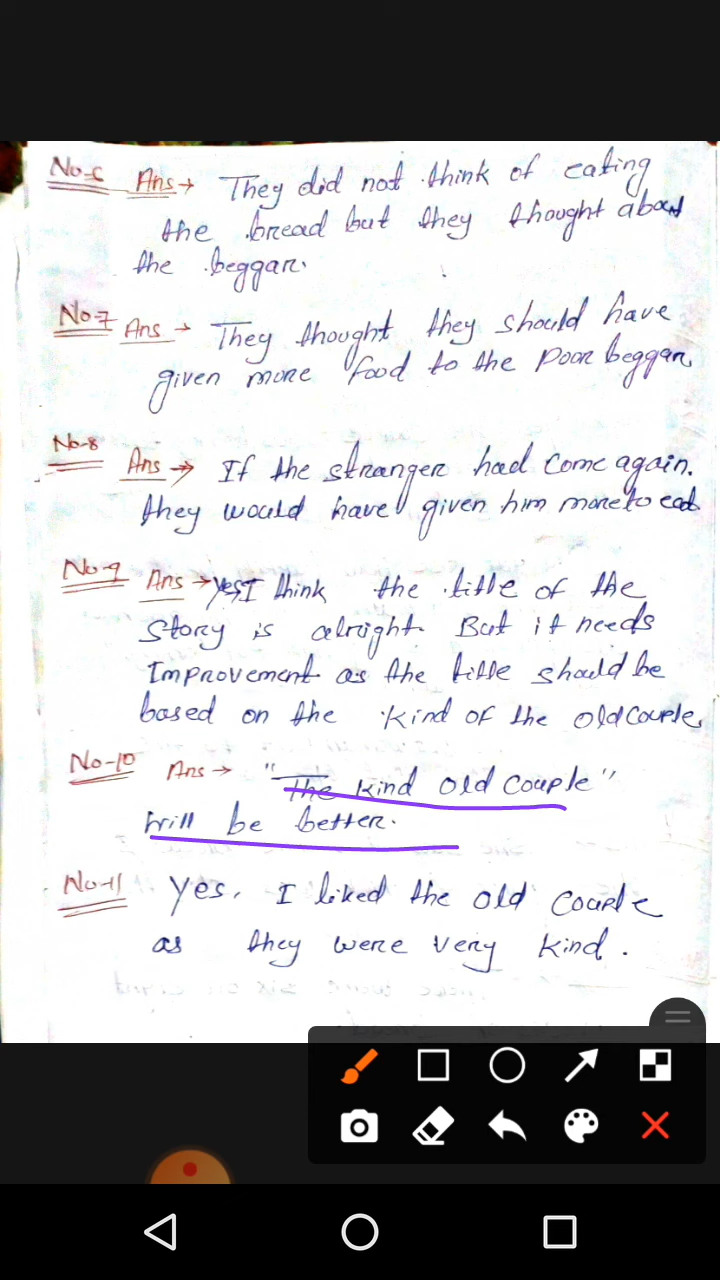 No-6 Ans→ They did not think of eating
the bread but they thought about
the beggar.
No-7 Ans → They thought they should have
given more food to the poor beggar
No-8 Ans → If the stranger had come again.
they would have given him more to eat
No-9 Ans → yes I think the title of the
story is alright. But it needs
Improvement as the title should be
based on the kind of the old couple,
No-10 Ans → "The kind old couple"
will be better.
No-11 Yes, I liked the old couple
as they were very kind.